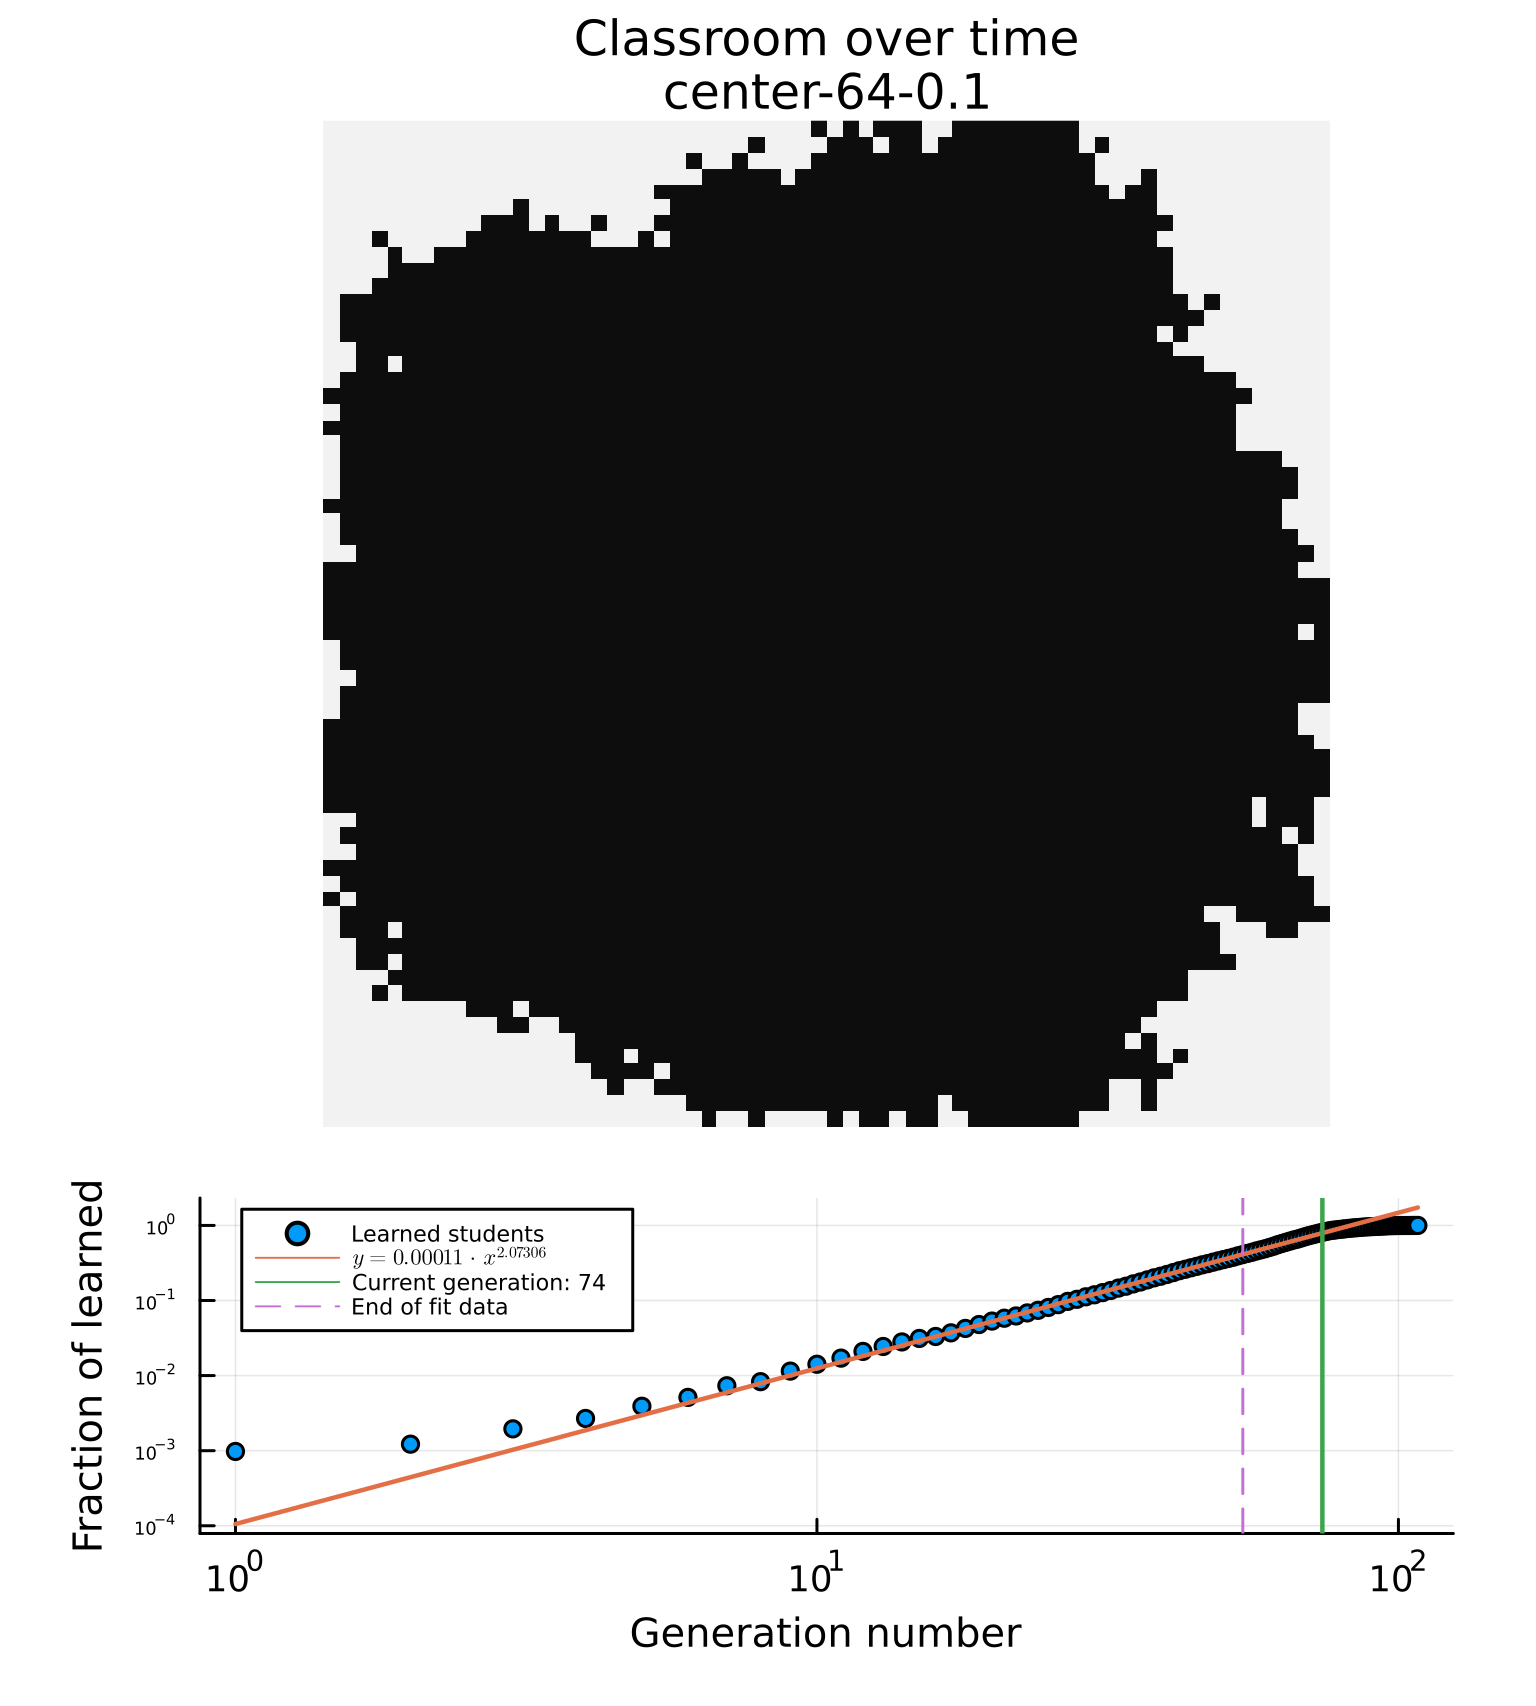 Classroom over time
center-64-0.1
Fraction of learned
10^0
10^-1
10^-2
10^-3
10^-4
Learned students
y = 0.00011 · x^2.07306
Current generation: 74
End of fit data
10^0 10^1 10^2
Generation number